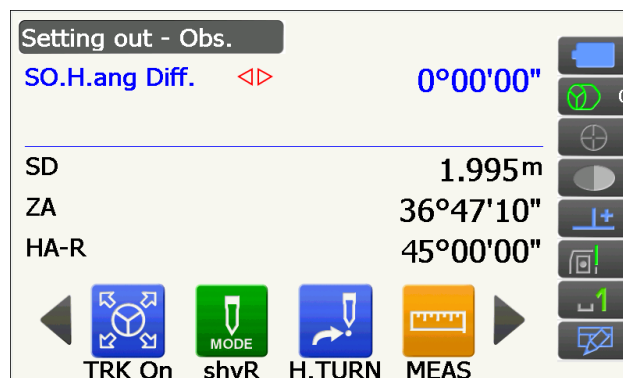 Setting out - Obs.
SO.H.ang Diff. 0°00'00"
SD 1.995m
ZA 36°47'10"
HA-R 45°00'00"
MODE
TRK On shvR H.TURN MEAS